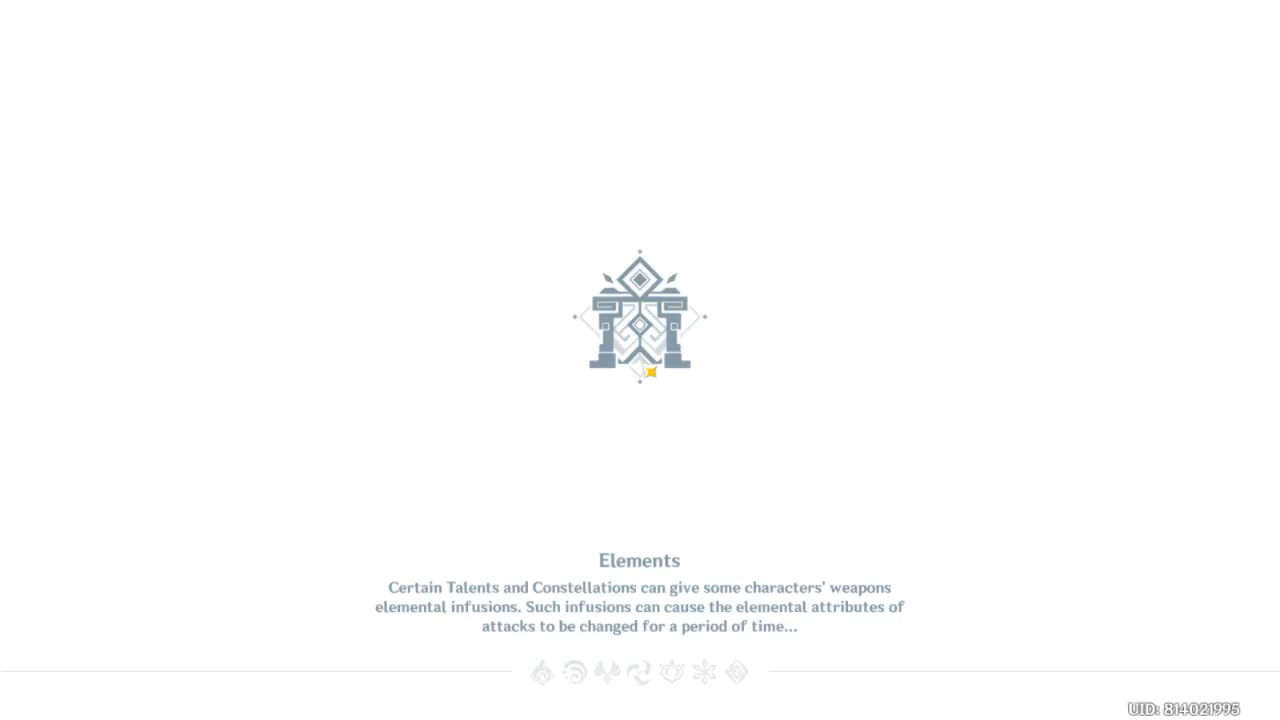 Elements
Certain Talents and Constellations can give some characters' weapons
elemental infusions. Such infusions can cause the elemental attributes of
attacks to be changed for a period of time...
UID: 814021995